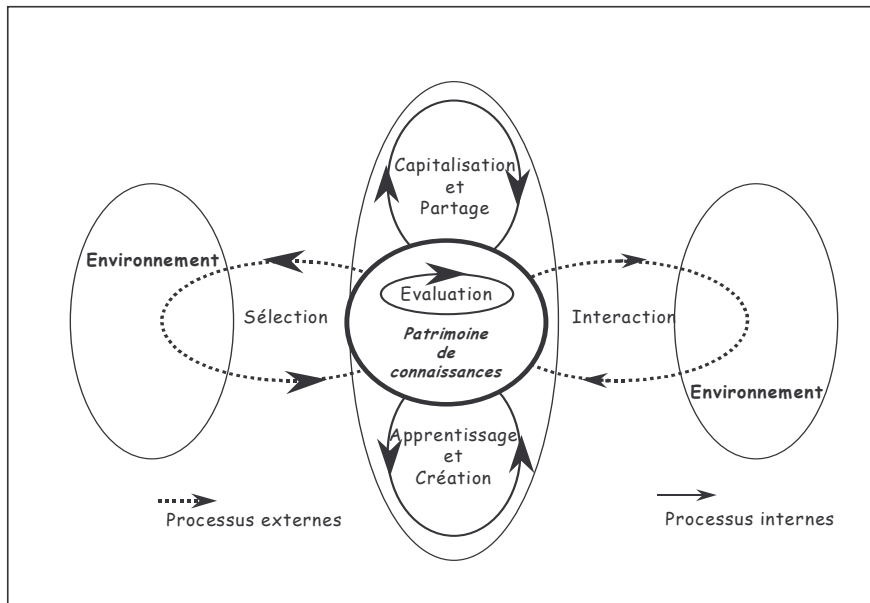 Capitalisation
et
Partage
Environnement
Sélection
Evaluation
Interaction
Patrimoine
de
connaissances
Environnement
Apprentissage
et
Création
Processus externes
Processus internes